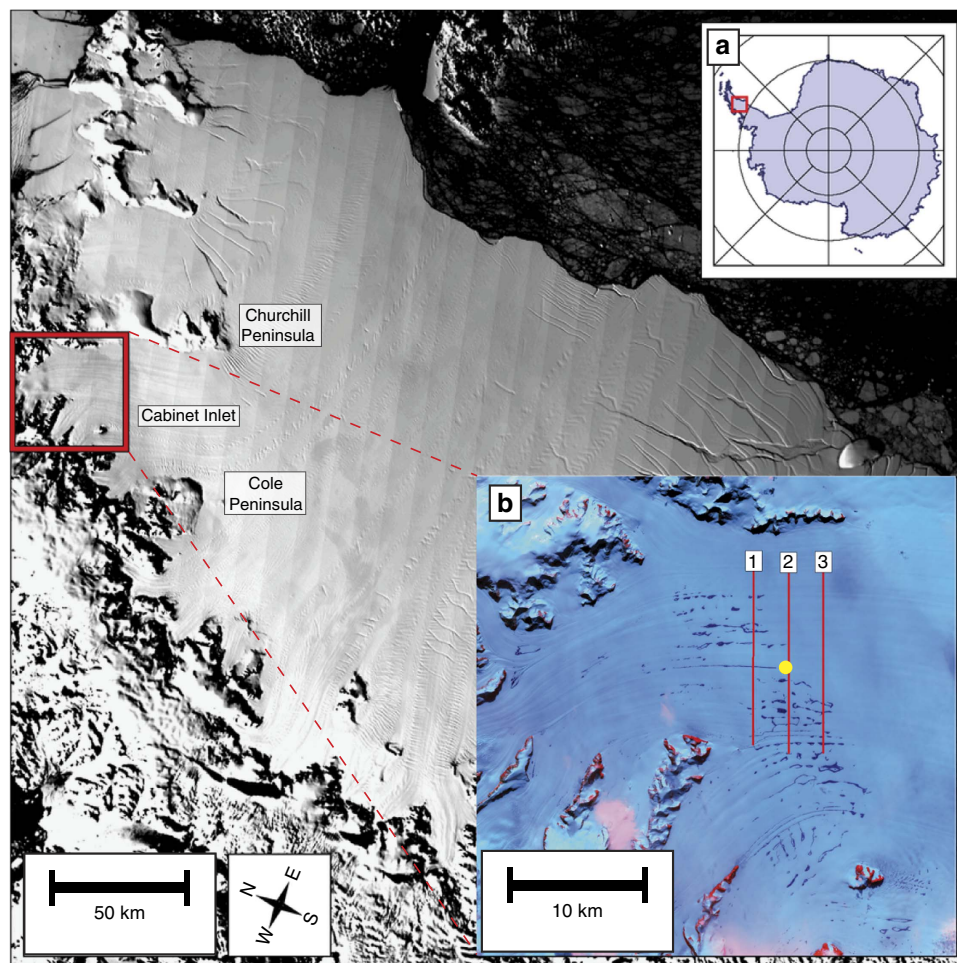 a
Churchill
Peninsula
Cabinet Inlet
Cole
Peninsula
b
1 2 3
50 km
N E
W S
10 km